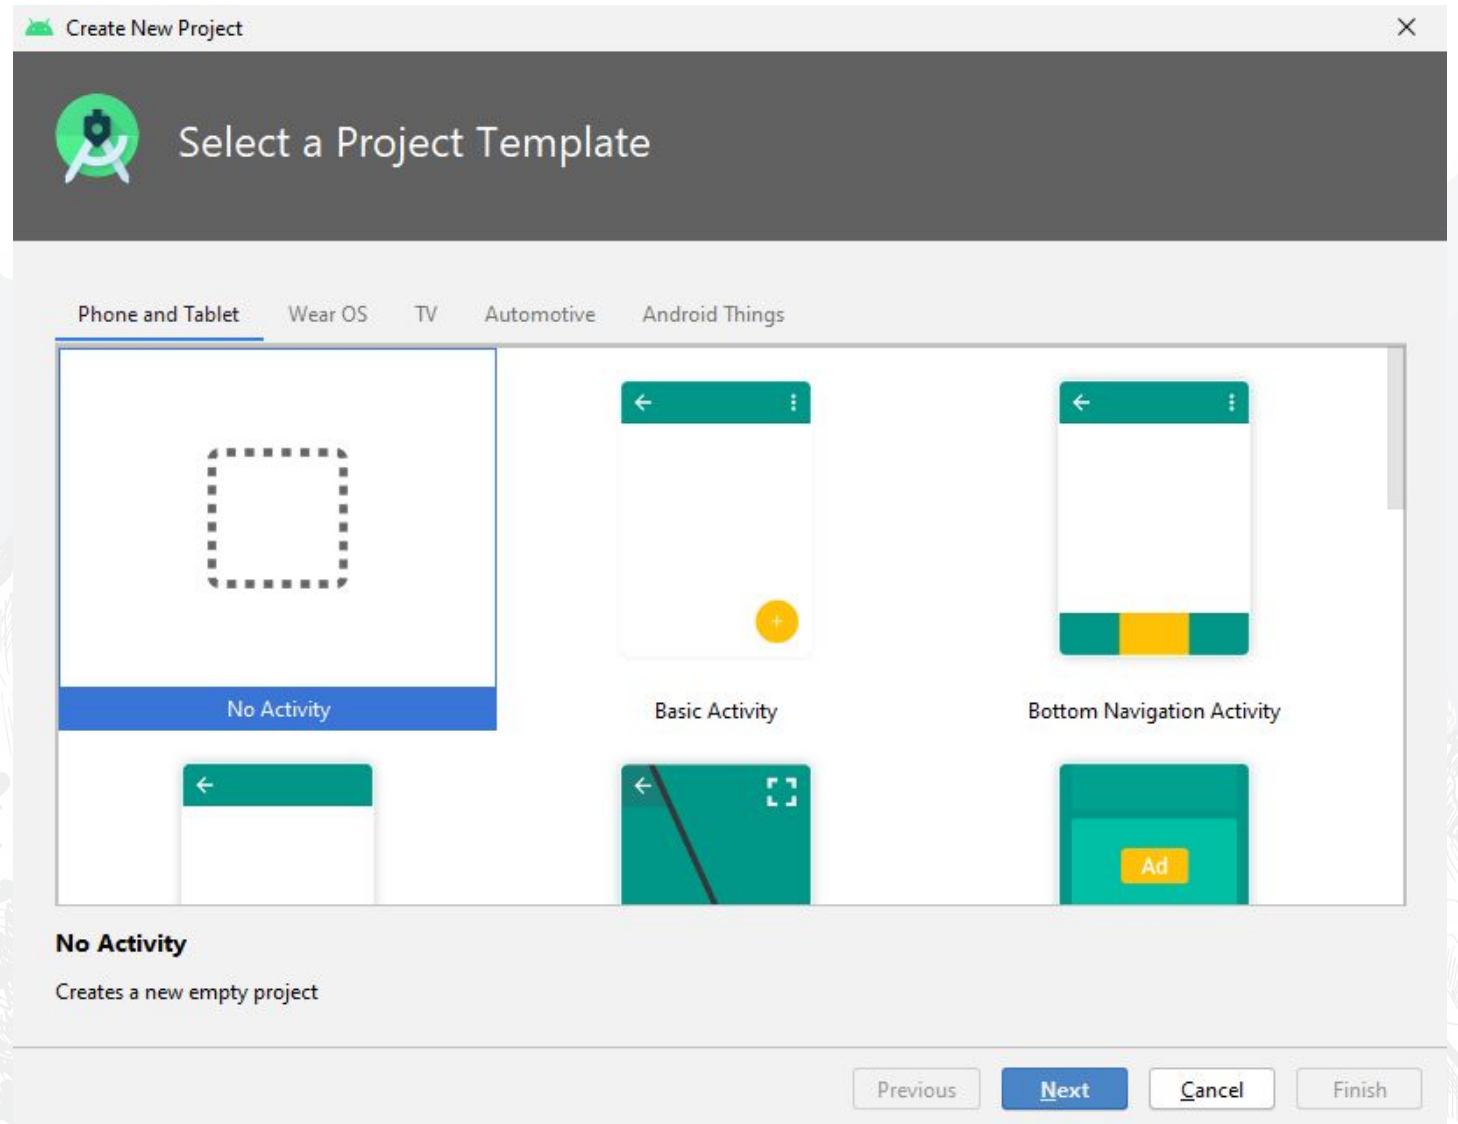 Create New Project
Select a Project Template
Phone and Tablet Wear OS TV Automotive Android Things
No Activity Basic Activity Bottom Navigation Activity
Ad
No Activity
Creates a new empty project
Previous Next Cancel Finish